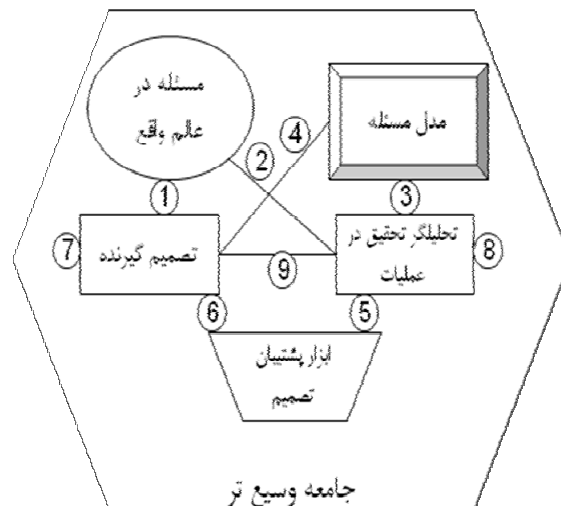 مسئله در
عالم واقع
مدل مسئله
4
2
1
3
7
تصمیم گیرنده
تحلیلگر تحقیق در
عملیات
8
9
6
5
ابزار پشتیبان
تصمیم
جامعه وسیع تر